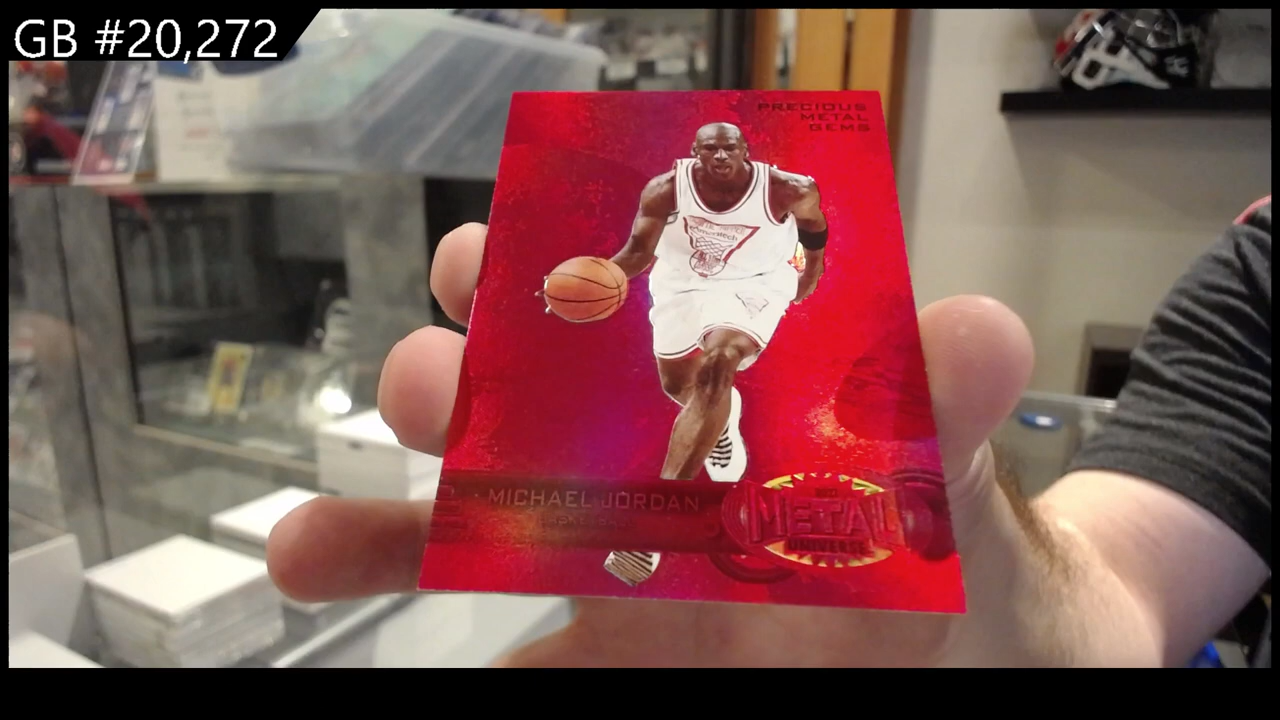 GB #20,272
PRECIOUS
METAL
GEMS
MICHAEL JORDAN
METAL
UNIVERSE